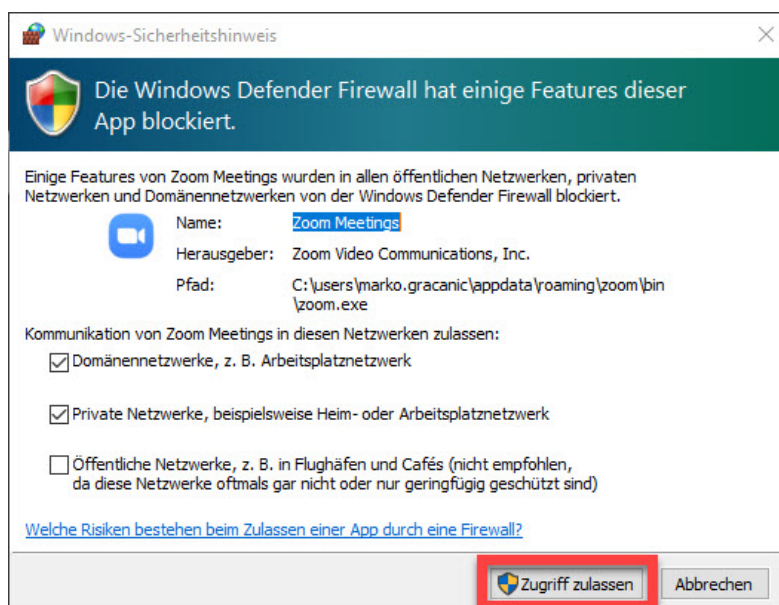 Windows-Sicherheitshinweis
Die Windows Defender Firewall hat einige Features dieser
App blockiert.
Einige Features von Zoom Meetings wurden in allen öffentlichen Netzwerken, privaten
Netzwerken und Domänennetzwerken von der Windows Defender Firewall blockiert.
Name: Zoom Meetings
Herausgeber: Zoom Video Communications, Inc.
Pfad: C:\users\marko.gracanic\appdata\roaming\zoom\bin
\zoom.exe
Kommunikation von Zoom Meetings in diesen Netzwerken zulassen:
Domänennetzwerke, z. B. Arbeitsplatznetzwerk
Private Netzwerke, beispielsweise Heim- oder Arbeitsplatznetzwerk
Öffentliche Netzwerke, z. B. in Flughäfen und Cafés (nicht empfohlen,
da diese Netzwerke oftmals gar nicht oder nur geringfügig geschützt sind)
Welche Risiken bestehen beim Zulassen einer App durch eine Firewall?
Zugriff zulassen Abbrechen